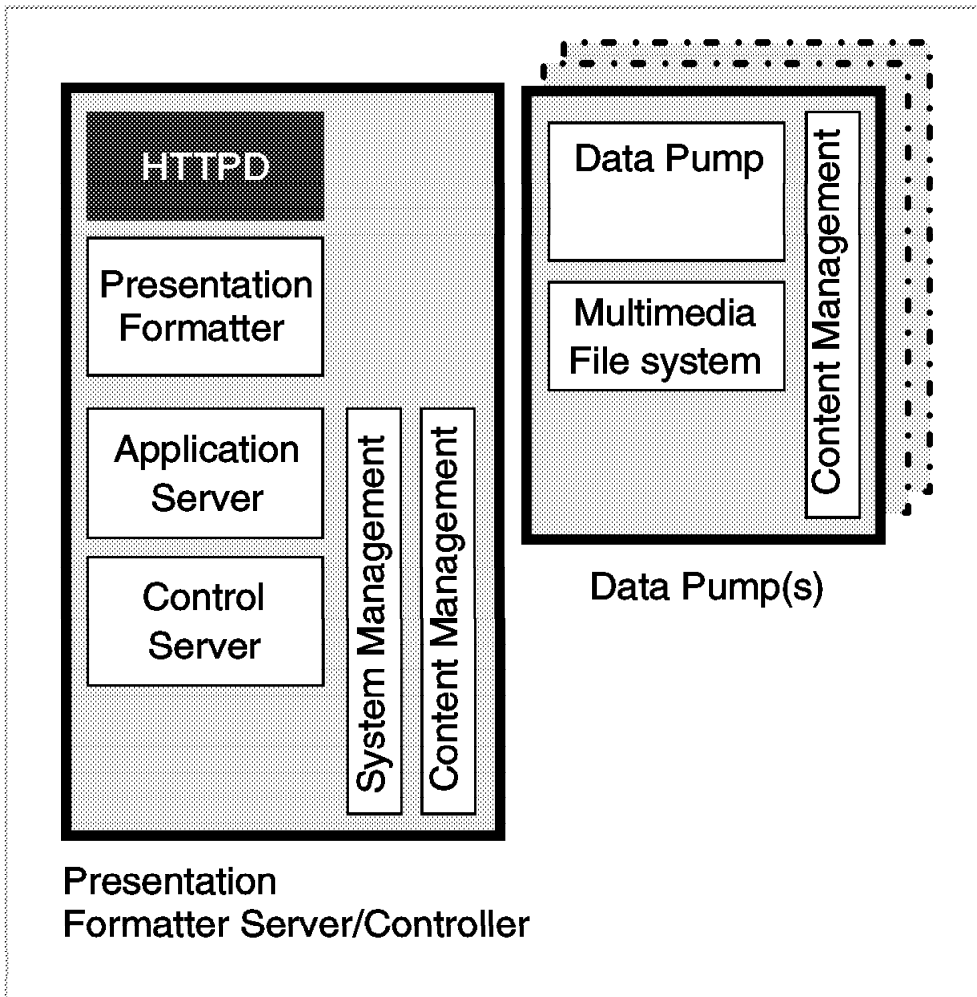 HTTPD
Presentation
Formatter
Application
Server
Control
Server
System Management
Content Management
Presentation
Formatter Server/Controller
Data Pump
Multimedia
File system
Content Management
Data Pump(s)